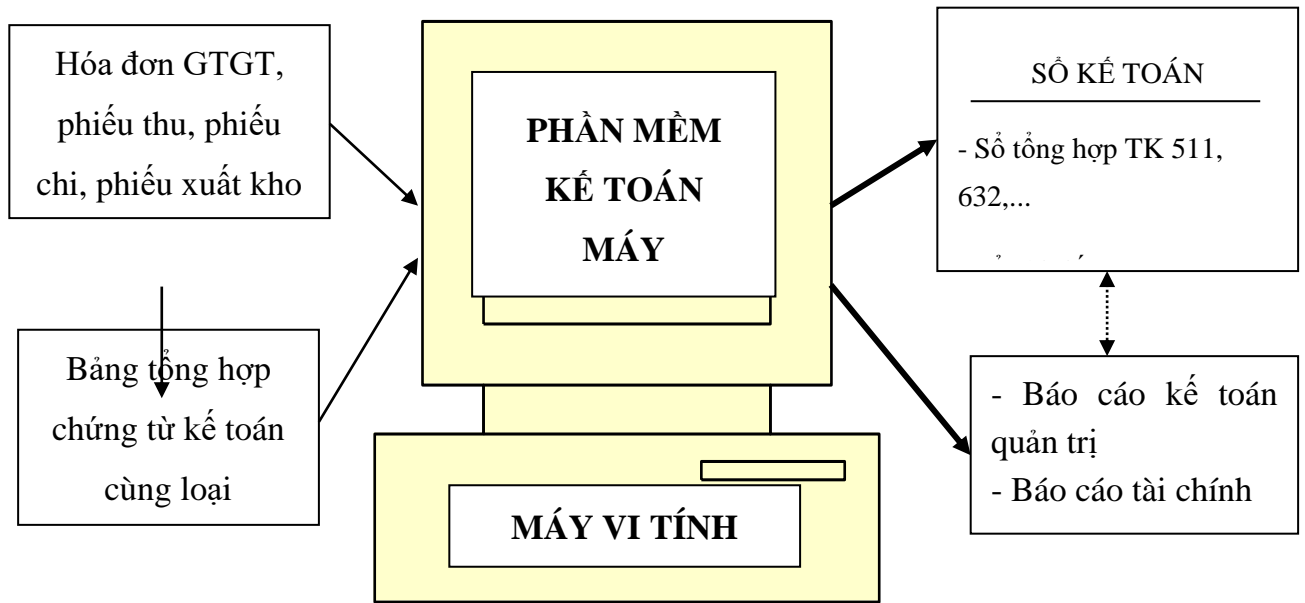 Hóa đơn GTGT,
phiếu thu, phiếu
chi, phiếu xuất kho
Bảng tổng hợp
chứng từ kế toán
cùng loại
PHẦN MỀM
KẾ TOÁN
MÁY
MÁY VI TÍNH
SỔ KẾ TOÁN
- Sổ tổng hợp TK 511,
632,...
- Báo cáo kế toán
quản trị
- Báo cáo tài chính